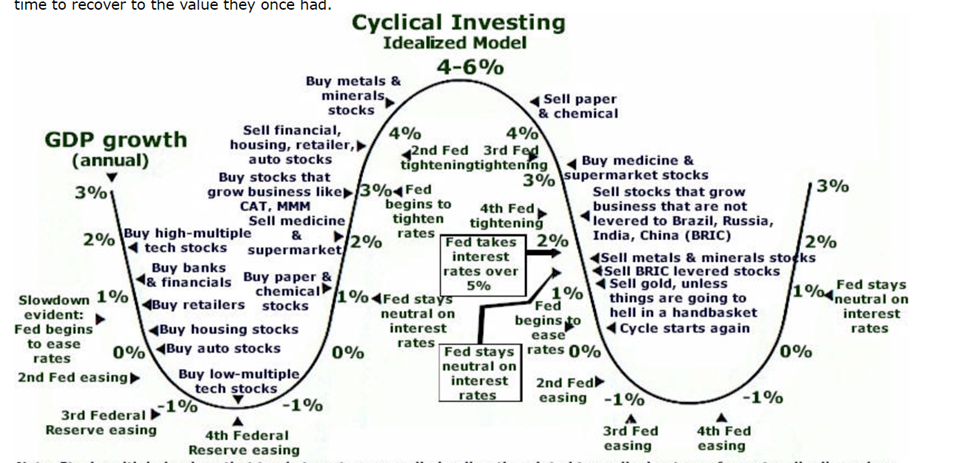 time to recover to the value they once had.
Cyclical Investing
Idealized Model
4-6%
GDP growth
(annual)
3%
2%
Buy high-multiple
tech stocks
Buy banks
& financials
Slowdown
evident:
Fed begins
to ease
rates
1%
Buy retailers
Buy housing stocks
0%
Buy auto stocks
2nd Fed easing
Buy low-multiple
tech stocks
3rd Federal
Reserve easing
-1%
4th Federal
Reserve easing
-1%
0%
Buy metals &
minerals
stocks
Sell financial,
housing, retailer,
auto stocks
Buy stocks that
grow business like
CAT, MMM
Sell medicine
&
supermarket
Buy paper &
chemical
stocks
1%
Fed stays
neutral on
interest
rates
2%
3%
Fed
begins to
tighten
rates
4%
2nd Fed
tightening
4%
3rd Fed
tightening
3%
4th Fed
tightening
2%
Fed takes
interest
rates over
5%
1%
Fed stays
neutral on
interest
rates
Fed
begins to
ease
rates
0%
2nd Fed
easing
-1%
3rd Fed
easing
4th Fed
easing
-1%
0%
Sell paper
& chemical
Buy medicine &
supermarket stocks
Sell stocks that grow
business that are not
levered to Brazil, Russia,
India, China (BRIC)
Sell metals & minerals stocks
Sell BRIC levered stocks
Sell gold, unless
things are going to
hell in a handbasket
Cycle starts again
3%
2%
1%
Fed stays
neutral on
interest
rates